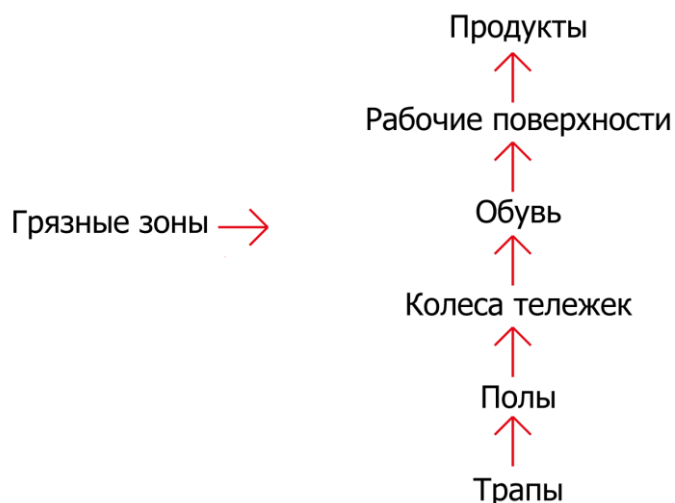 Продукты
Рабочие поверхности
Грязные зоны
Обувь
Колеса тележек
Полы
Трапы